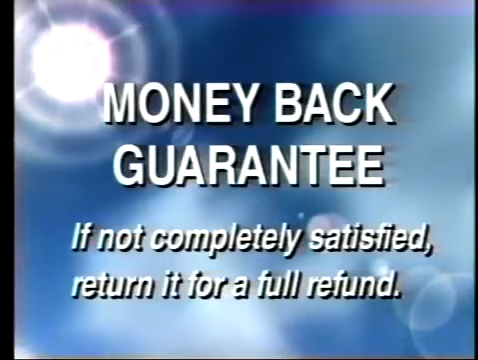 MONEY BACK
GUARANTEE
If not completely satisfied,
return it for a full refund.